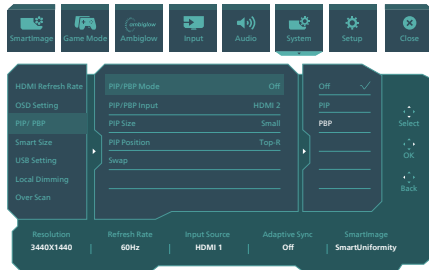 SmartImage
Game Mode
ambiglow
Ambiglow
Input
Audio
System
Setup
Close
HDMI Refresh Rate
OSD Setting
PIP/ PBP
Smart Size
USB Setting
Local Dimming
Over Scan
PIP/PBP Mode Off
PIP/PBP Input HDMI 2
PIP Size Small
PIP Position Top-R
Swap
Off
PIP
PBP
Select
OK
Back
Resolution Refresh Rate Input Source Adaptive Sync SmartImage
3440X1440 | 60Hz | HDMI 1 | Off | SmartUniformity